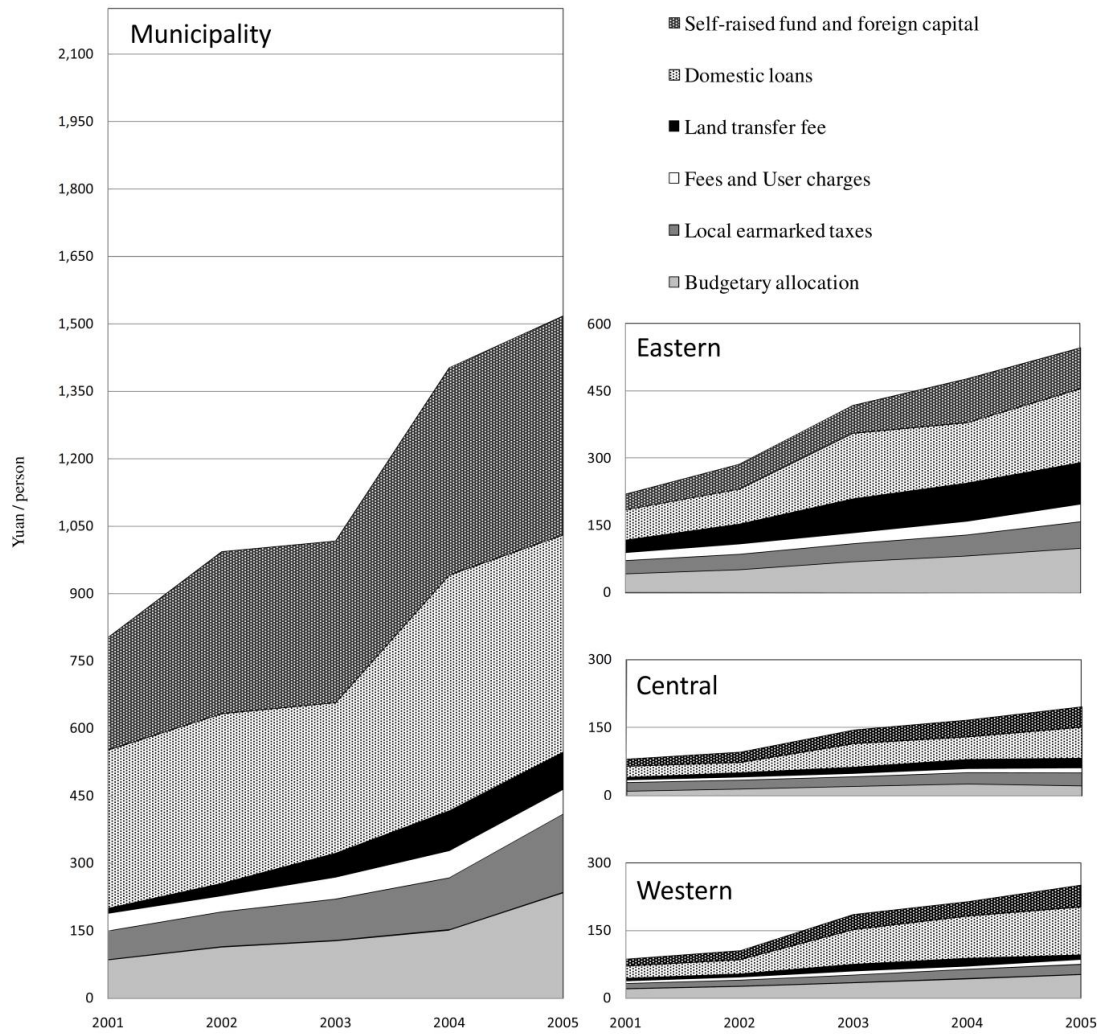 Municipality
2,100
1,950
1,800
1,650
1,500
1,350
1,200
1,050
900
750
600
450
300
150
0
Yuan / person
2001 2002 2003 2004 2005
Self-raised fund and foreign capital
Domestic loans
Land transfer fee
Fees and User charges
Local earmarked taxes
Budgetary allocation
Eastern
600
450
300
150
0
Central
300
150
0
Western
300
150
0
2001 2002 2003 2004 2005